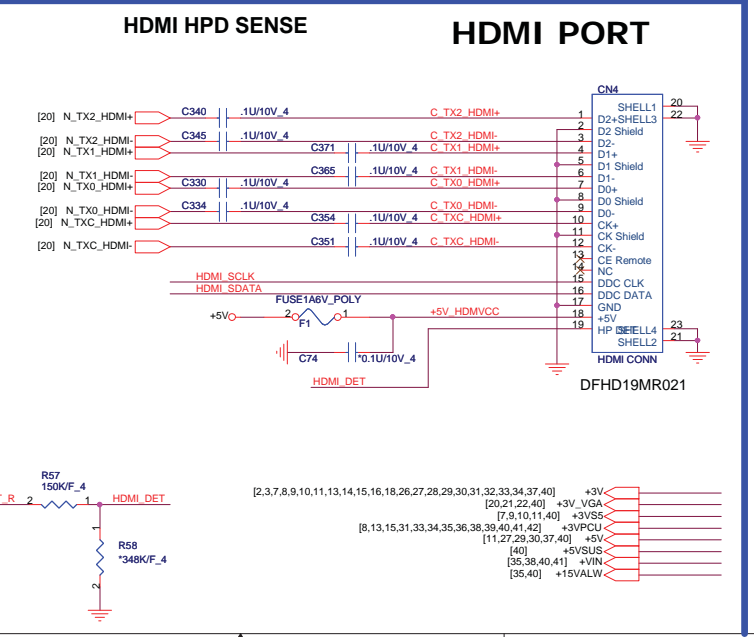 HDMI HPD SENSE
HDMI PORT
CN4
[20] N_TX2_HDMI+ C340 .1U/10V_4 C_TX2_HDMI+ 1 D2+ SHELL1 20
SHELL3 22
2 D2 Shield
[20] N_TX2_HDMI- C345 .1U/10V_4 C_TX2_HDMI- 3 D2-
[20] N_TX1_HDMI+ C371 .1U/10V_4 C_TX1_HDMI+ 4 D1+
5 D1 Shield
[20] N_TX1_HDMI- C365 .1U/10V_4 C_TX1_HDMI- 6 D1-
[20] N_TX0_HDMI+ C330 .1U/10V_4 C_TX0_HDMI+ 7 D0+
8 D0 Shield
[20] N_TX0_HDMI- C334 .1U/10V_4 C_TX0_HDMI- 9 D0-
[20] N_TXC_HDMI+ C354 .1U/10V_4 C_TXC_HDMI+ 10 CK+
11 CK Shield
[20] N_TXC_HDMI- C351 .1U/10V_4 C_TXC_HDMI- 12 CK-
13 CE Remote
14 NC
HDMI_SCLK 15 DDC CLK
HDMI_SDATA 16 DDC DATA
17 GND
FUSE1A6V_POLY
+5V 2 F1 1 +5V_HDMVCC 18 +5V
19 HP DET SHELL4 23
SHELL2 21
C74 *0.1U/10V_4
HDMI CONN
HDMI_DET
DFHD19MR021
R57
150K/F_4
T_R 2 1 HDMI_DET
1
R58
*348K/F_4
2
[2,3,7,8,9,10,11,13,14,15,16,18,26,27,28,29,30,31,32,33,34,37,40] +3V
[20,21,22,40] +3V_VGA
[7,9,10,11,40] +3VS5
[8,13,15,31,33,34,35,36,38,39,40,41,42] +3VPCU
[11,27,29,30,37,40] +5V
[40] +5VSUS
[35,38,40,41] +VIN
[35,40] +15VALW